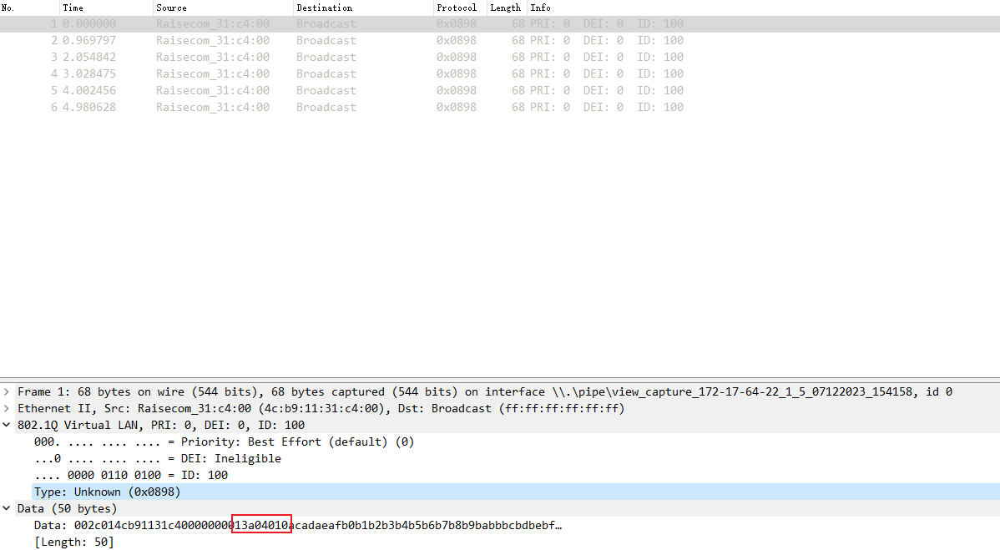 No. Time Source Destination Protocol Length Info
1 0.000000 Raisecom_31:c4:00 Broadcast 0x0898 68 PRI: 0 DEI: 0 ID: 100
2 0.969797 Raisecom_31:c4:00 Broadcast 0x0898 68 PRI: 0 DEI: 0 ID: 100
3 2.054842 Raisecom_31:c4:00 Broadcast 0x0898 68 PRI: 0 DEI: 0 ID: 100
4 3.028475 Raisecom_31:c4:00 Broadcast 0x0898 68 PRI: 0 DEI: 0 ID: 100
5 4.002456 Raisecom_31:c4:00 Broadcast 0x0898 68 PRI: 0 DEI: 0 ID: 100
6 4.980628 Raisecom_31:c4:00 Broadcast 0x0898 68 PRI: 0 DEI: 0 ID: 100
Frame 1: 68 bytes on wire (544 bits), 68 bytes captured (544 bits) on interface \\.\pipe\view_capture_172-17-64-22_1_5_07122023_154158, id 0
Ethernet II, Src: Raisecom_31:c4:00 (4c:b9:11:31:c4:00), Dst: Broadcast (ff:ff:ff:ff:ff:ff)
802.1Q Virtual LAN, PRI: 0, DEI: 0, ID: 100
000. .... .... .... = Priority: Best Effort (default) (0)
...0 .... .... .... = DEI: Ineligible
.... 0000 0110 0100 = ID: 100
Type: Unknown (0x0898)
Data (50 bytes)
Data: 002c014cb91131c40000000013a04010acadaeafb0b1b2b3b4b5b6b7b8b9babbbcbdbebf…
[Length: 50]